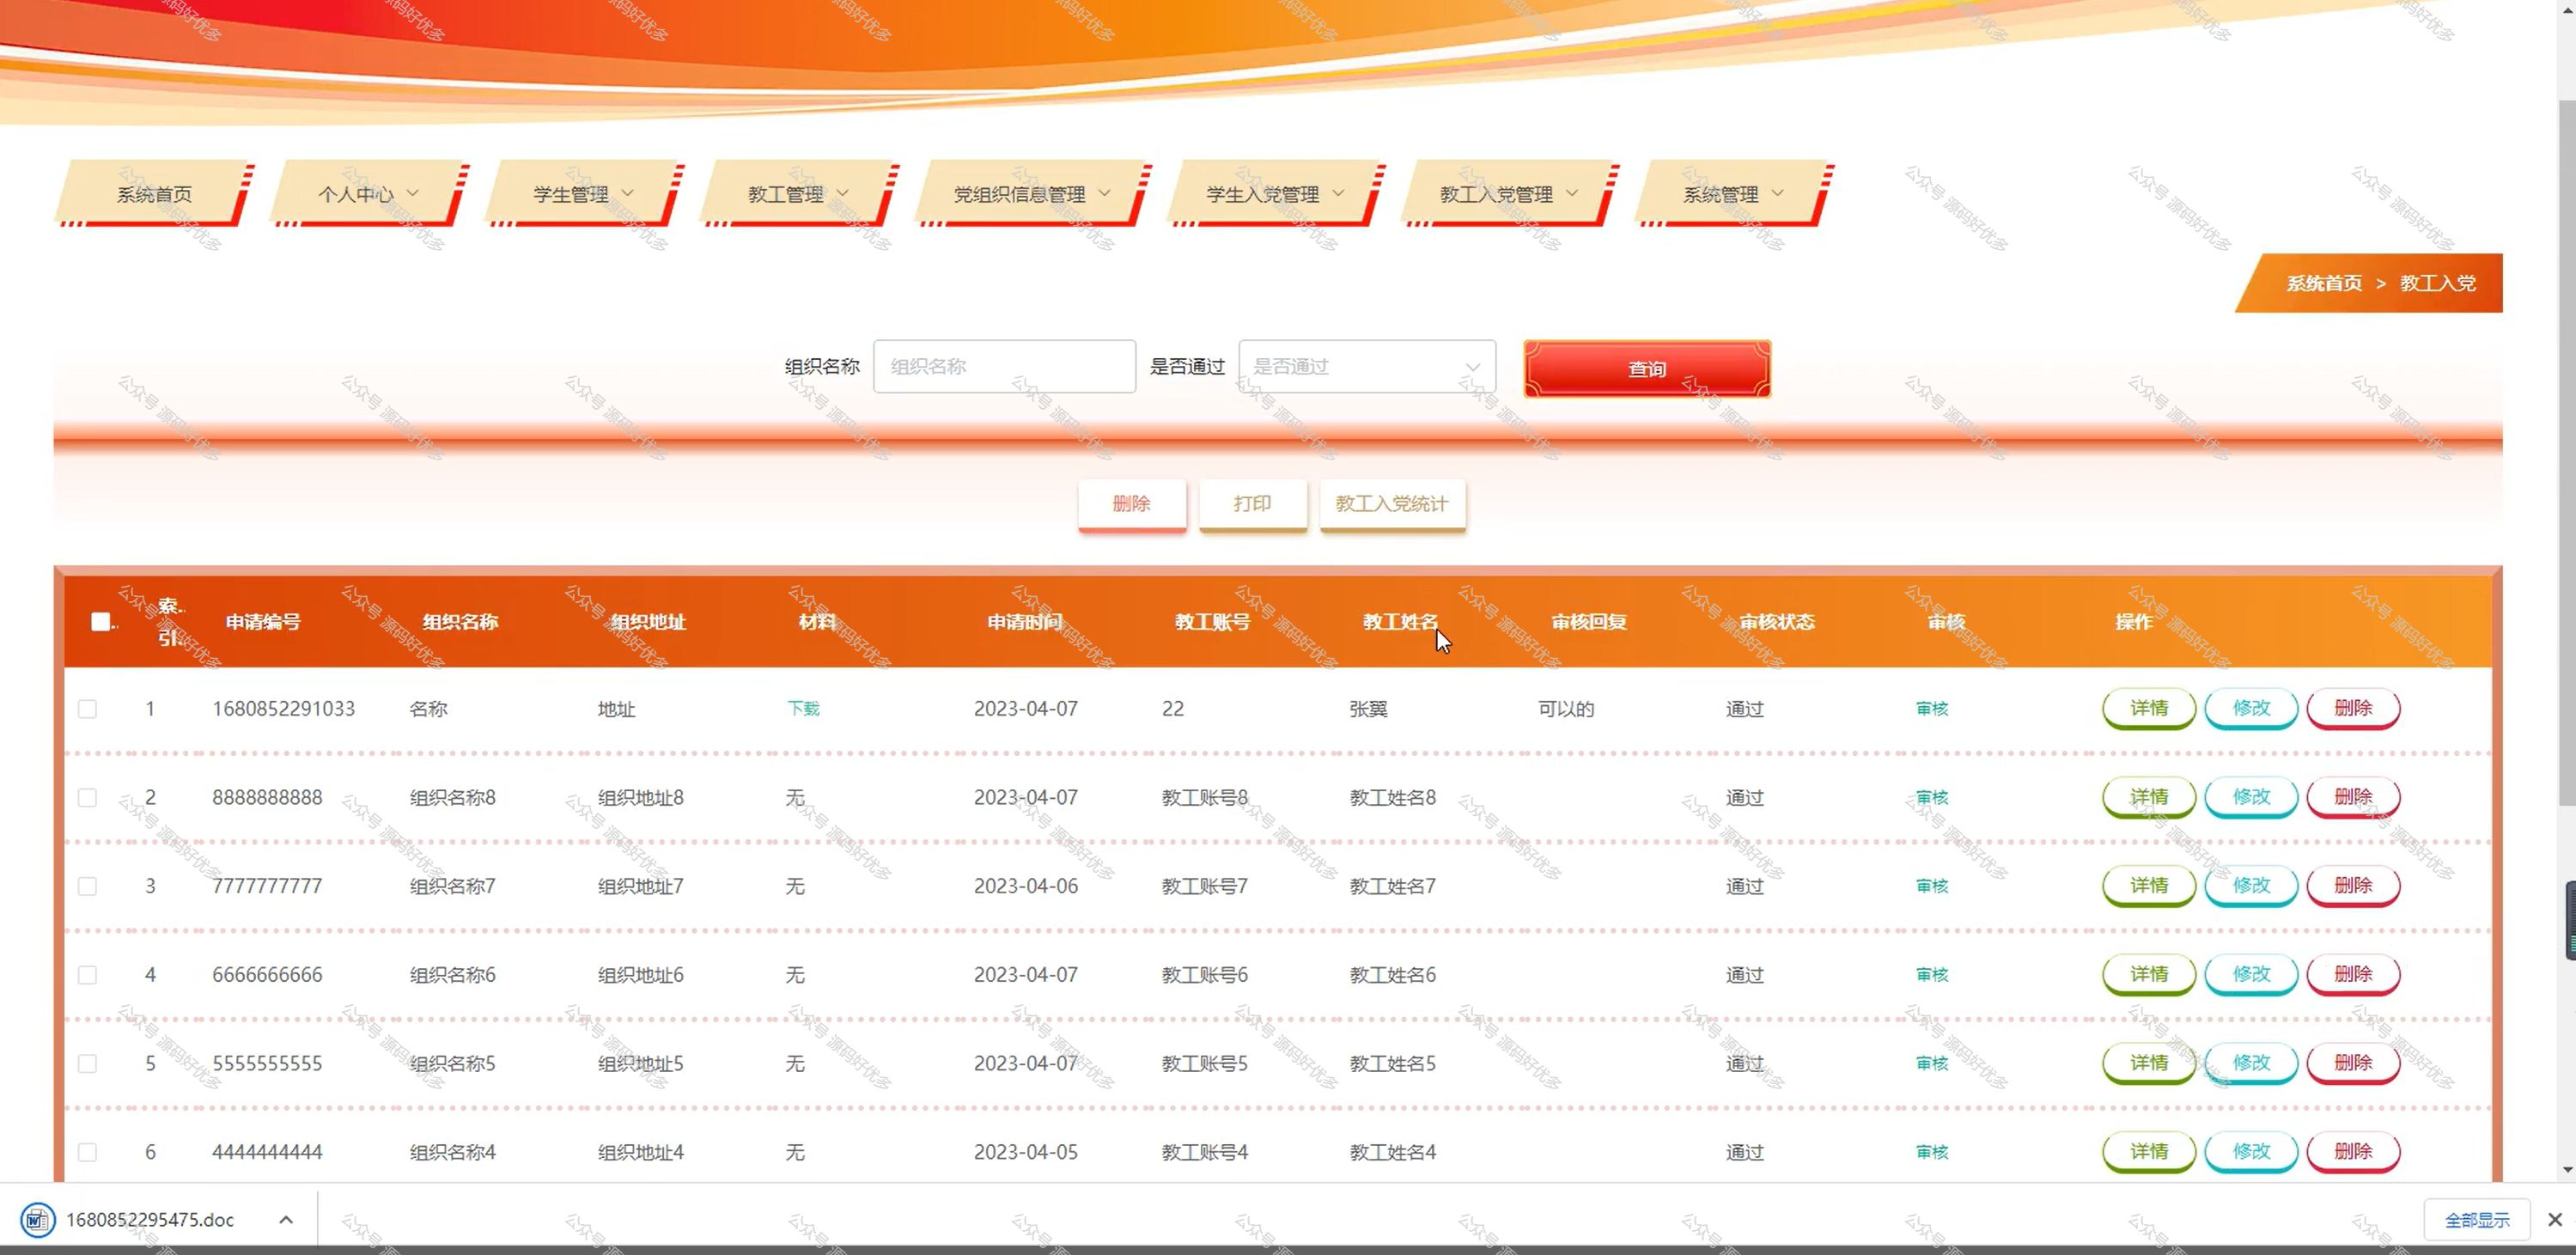 系统首页 个人中心 学生管理 教工管理 党组织信息管理 学生入党管理 教工入党管理 系统管理
系统首页 > 教工入党
组织名称 组织名称 是否通过 是否通过 查询
删除 打印 教工入党统计
索.. 申请编号 组织名称 组织地址 材料 申请时间 教工账号 教工姓名 审核回复 审核状态 审核 操作
引..
1 1680852291033 名称 地址 下载 2023-04-07 22 张翼 可以的 通过 审核 详情 修改 删除
2 8888888888 组织名称8 组织地址8 无 2023-04-07 教工账号8 教工姓名8 通过 审核 详情 修改 删除
3 7777777777 组织名称7 组织地址7 无 2023-04-06 教工账号7 教工姓名7 通过 审核 详情 修改 删除
4 6666666666 组织名称6 组织地址6 无 2023-04-07 教工账号6 教工姓名6 通过 审核 详情 修改 删除
5 5555555555 组织名称5 组织地址5 无 2023-04-07 教工账号5 教工姓名5 通过 审核 详情 修改 删除
6 4444444444 组织名称4 组织地址4 无 2023-04-05 教工账号4 教工姓名4 通过 审核 详情 修改 删除
1680852295475.doc 全部显示
公众号 源码好优多